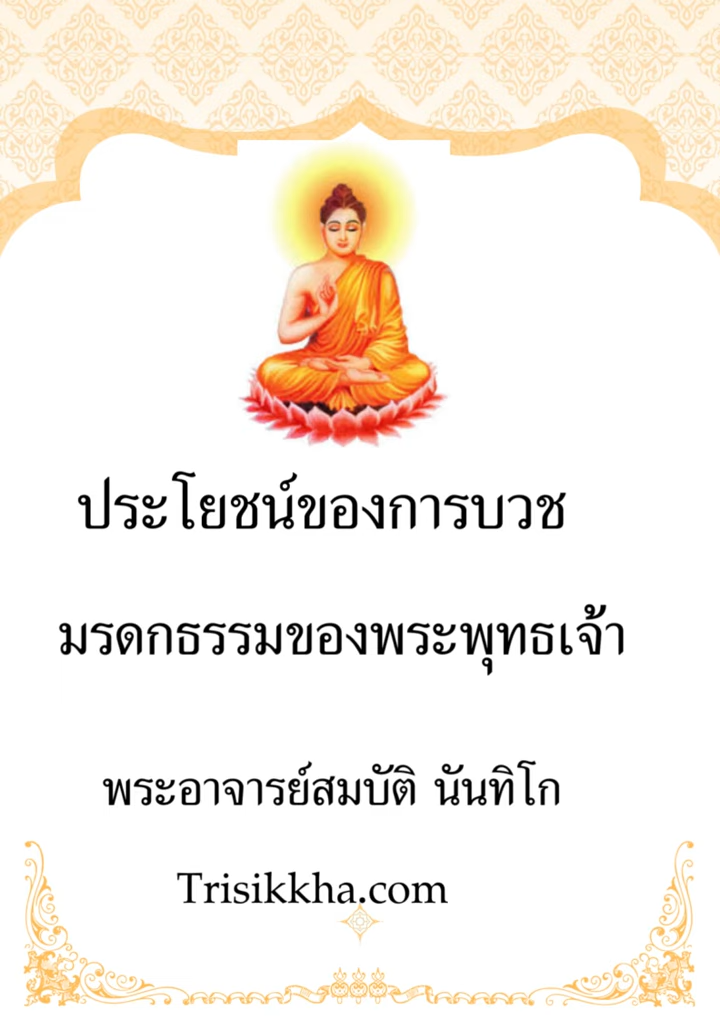 ประโยชน์ของการบวช
มรดกธรรมของพระพุทธเจ้า
พระอาจารย์สมบัติ นันทิโก
Trisikkha.com